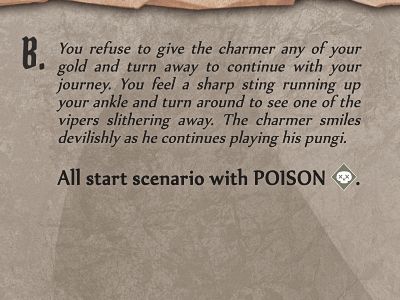 B. You refuse to give the charmer any of your
gold and turn away to continue with your
journey. You feel a sharp sting running up
your ankle and turn around to see one of the
vipers slithering away. The charmer smiles
devilishly as he continues playing his pungi.
All start scenario with POISON .